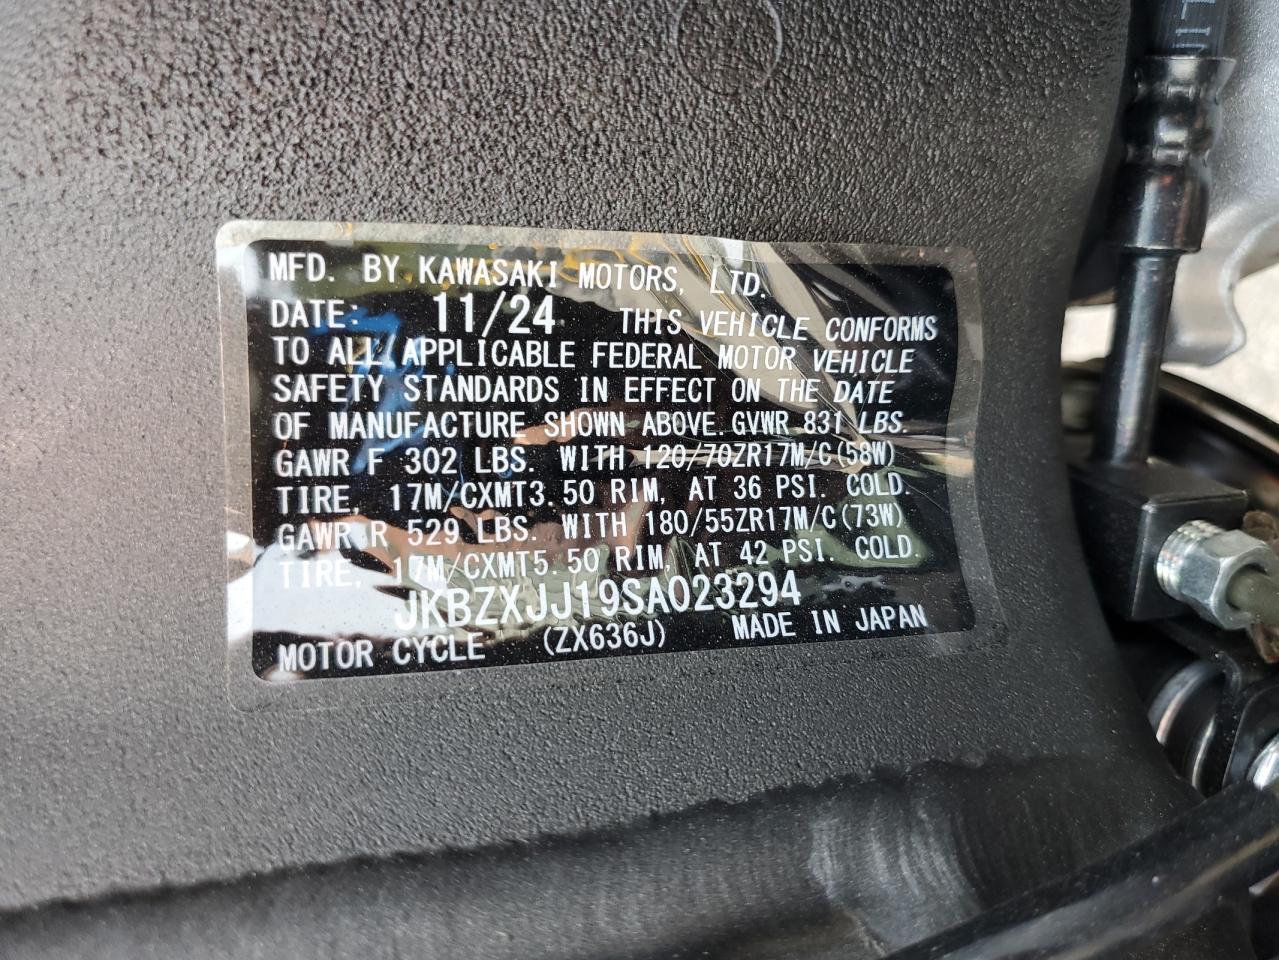 MFD. BY KAWASAKI MOTORS, LTD.
DATE: 11/24 THIS VEHICLE CONFORMS
TO ALL APPLICABLE FEDERAL MOTOR VEHICLE
SAFETY STANDARDS IN EFFECT ON THE DATE
OF MANUFACTURE SHOWN ABOVE. GVWR 831 LBS.
GAWR F 302 LBS. WITH 120/70ZR17M/C(58W)
TIRE, 17M/CXMT3.50 RIM, AT 36 PSI. COLD.
GAWR R 529 LBS. WITH 180/55ZR17M/C(73W)
TIRE, 17M/CXMT5.50 RIM, AT 42 PSI. COLD.
JKBZXJJ19SA023294
MOTOR CYCLE (ZX636J) MADE IN JAPAN